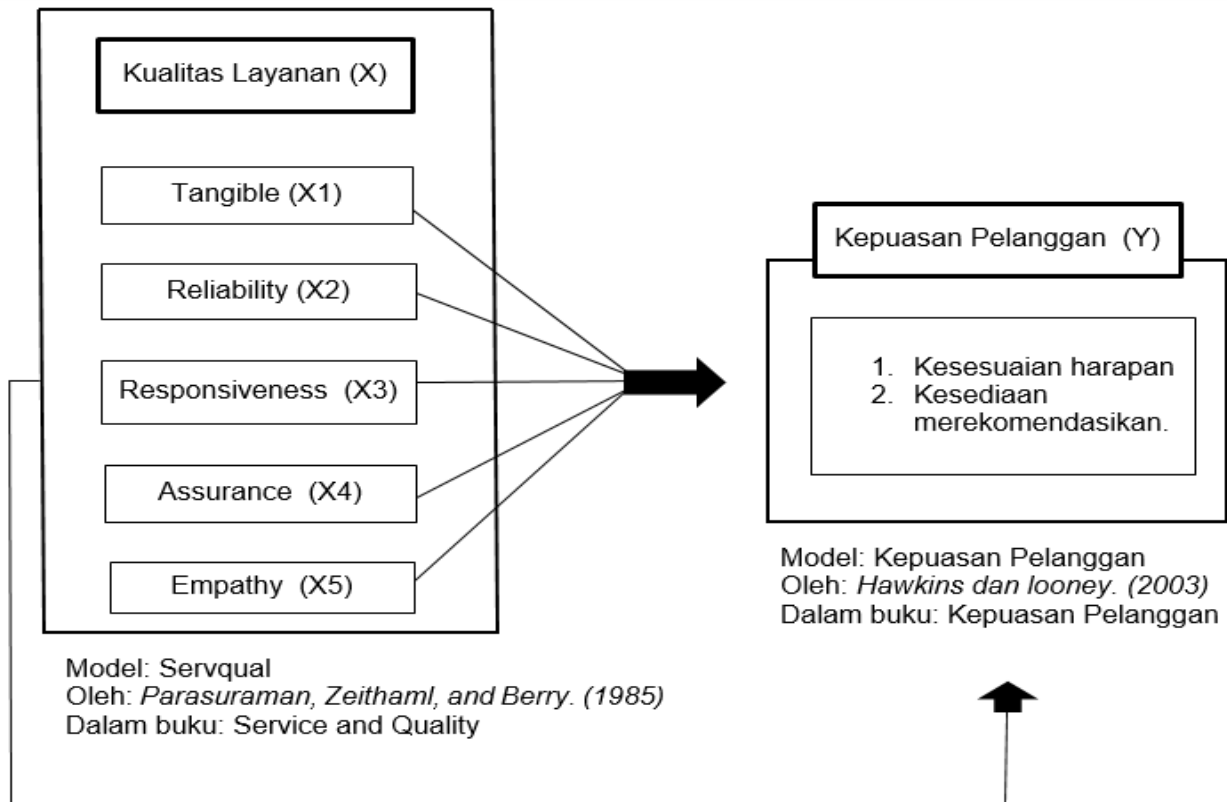 Kualitas Layanan (X)
Tangible (X1)
Reliability (X2)
Responsiveness (X3)
Assurance (X4)
Empathy (X5)
Model: Servqual
Oleh: Parasuraman, Zeithaml, and Berry. (1985)
Dalam buku: Service and Quality
Kepuasan Pelanggan (Y)
1. Kesesuaian harapan
2. Kesediaan
merekomendasikan.
Model: Kepuasan Pelanggan
Oleh: Hawkins dan looney. (2003)
Dalam buku: Kepuasan Pelanggan